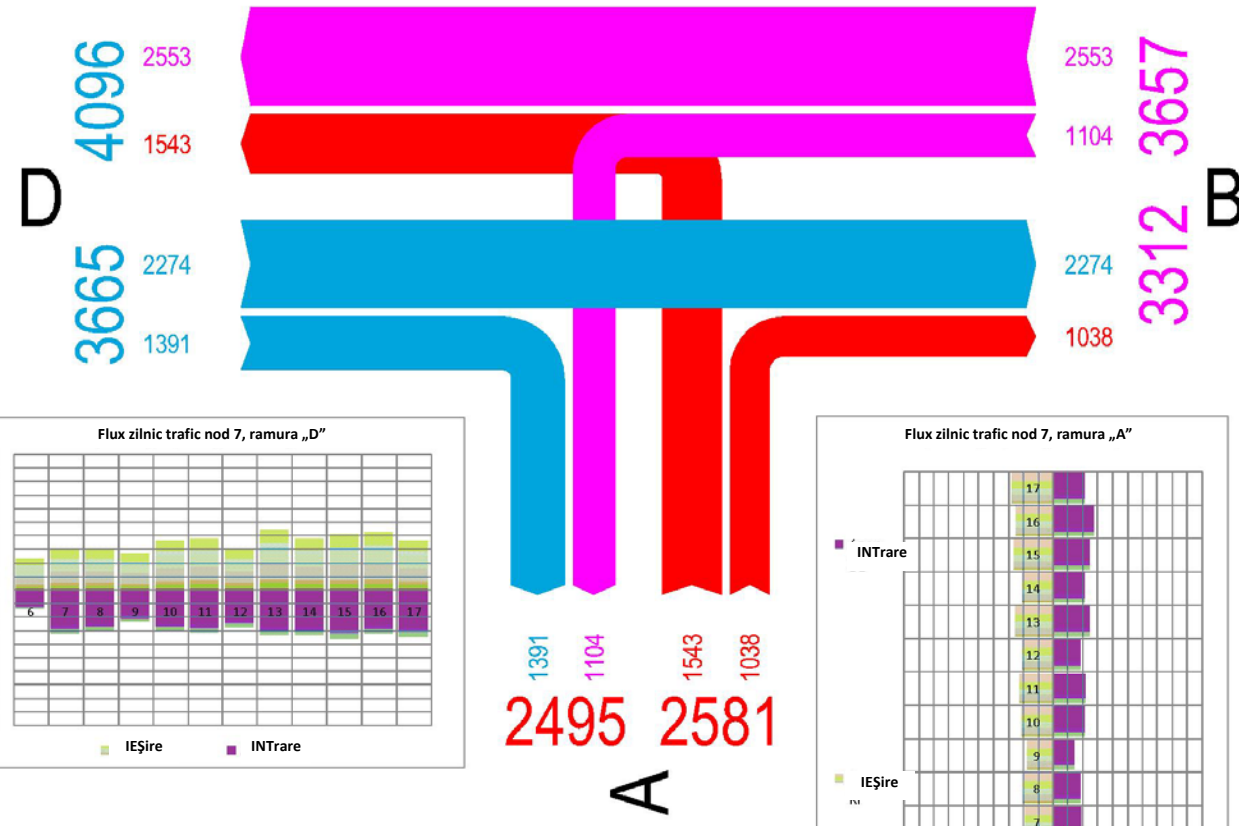 4096
2553
1543
D
3665
2274
1391
2553
1104
3657
B
2274
1038
3312
Flux zilnic trafic nod 7, ramura „D”
6 7 8 9 10 11 12 13 14 15 16 17
IEŞire INTrare
1391 1104 1543 1038
2495 2581
A
Flux zilnic trafic nod 7, ramura „A”
17
16
INTrare
15
14
13
12
11
10
9
IEŞire
8
7